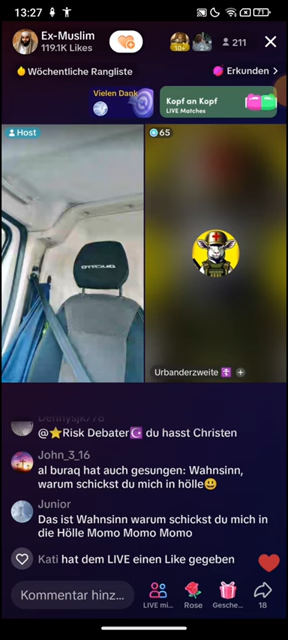 13:27
71
Ex-Muslim
119.1K Likes
10+
211
Wöchentliche Rangliste
Erkunden >
Vielen Dank
Kopf an Kopf
LIVE Matches
Host
65
Urbanderzweite ✝️ +
Dennysjk778
@⭐Risk Debater☪️ du hasst Christen
John_3_16
al buraq hat auch gesungen: Wahnsinn,
warum schickst du mich in hölle😃
Junior
Das ist Wahnsinn warum schickst du mich in
die Hölle Momo Momo Momo
Kati hat dem LIVE einen Like gegeben
Kommentar hinz...
LIVE mi...
Rose
Gesche...
18